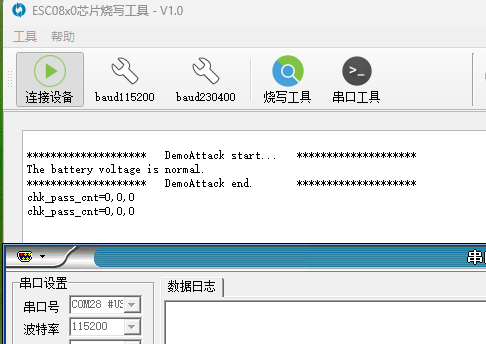 ESC08x0芯片烧写工具 - V1.0
工具 帮助
连接设备 baud115200 baud230400 烧写工具 串口工具
******************** DemoAttack start... ********************
The battery voltage is normal.
******************** DemoAttack end. ********************
chk_pass_cnt=0,0,0
chk_pass_cnt=0,0,0
串口设置 数据日志
串口号 COM28 #US
波特率 115200